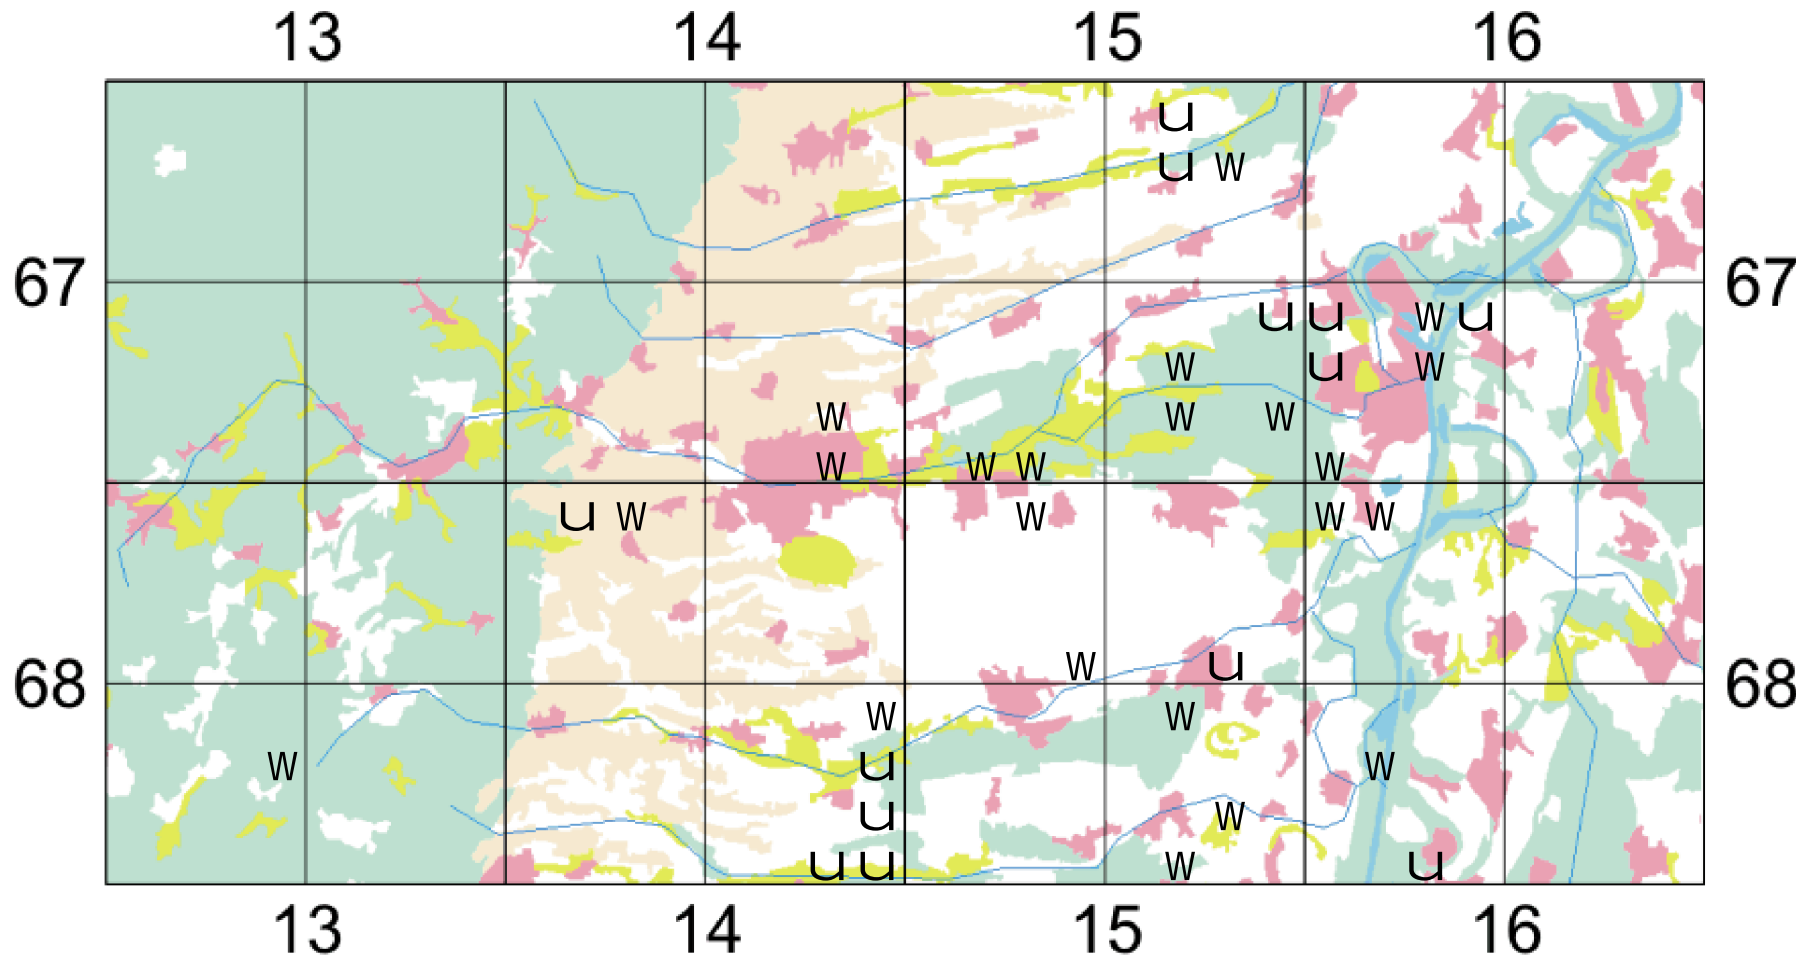 13 14 15 16
u
u w
67 67
u u w u
w u w
w w w
w w w w
u w w w w
w u
68 68
w w
w u w
u w
u u w u
13 14 15 16